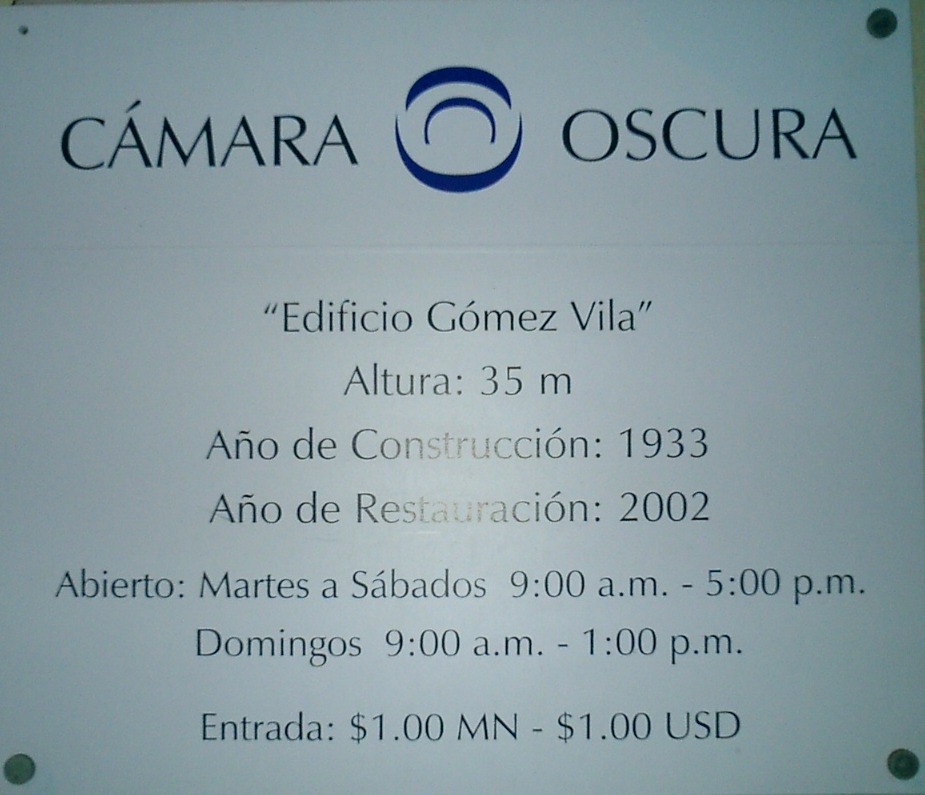 CÁMARA OSCURA
“Edificio Gómez Vila”
Altura: 35 m
Año de Construcción: 1933
Año de Restauración: 2002
Abierto: Martes a Sábados 9:00 a.m. - 5:00 p.m.
Domingos 9:00 a.m. - 1:00 p.m.
Entrada: $1.00 MN - $1.00 USD